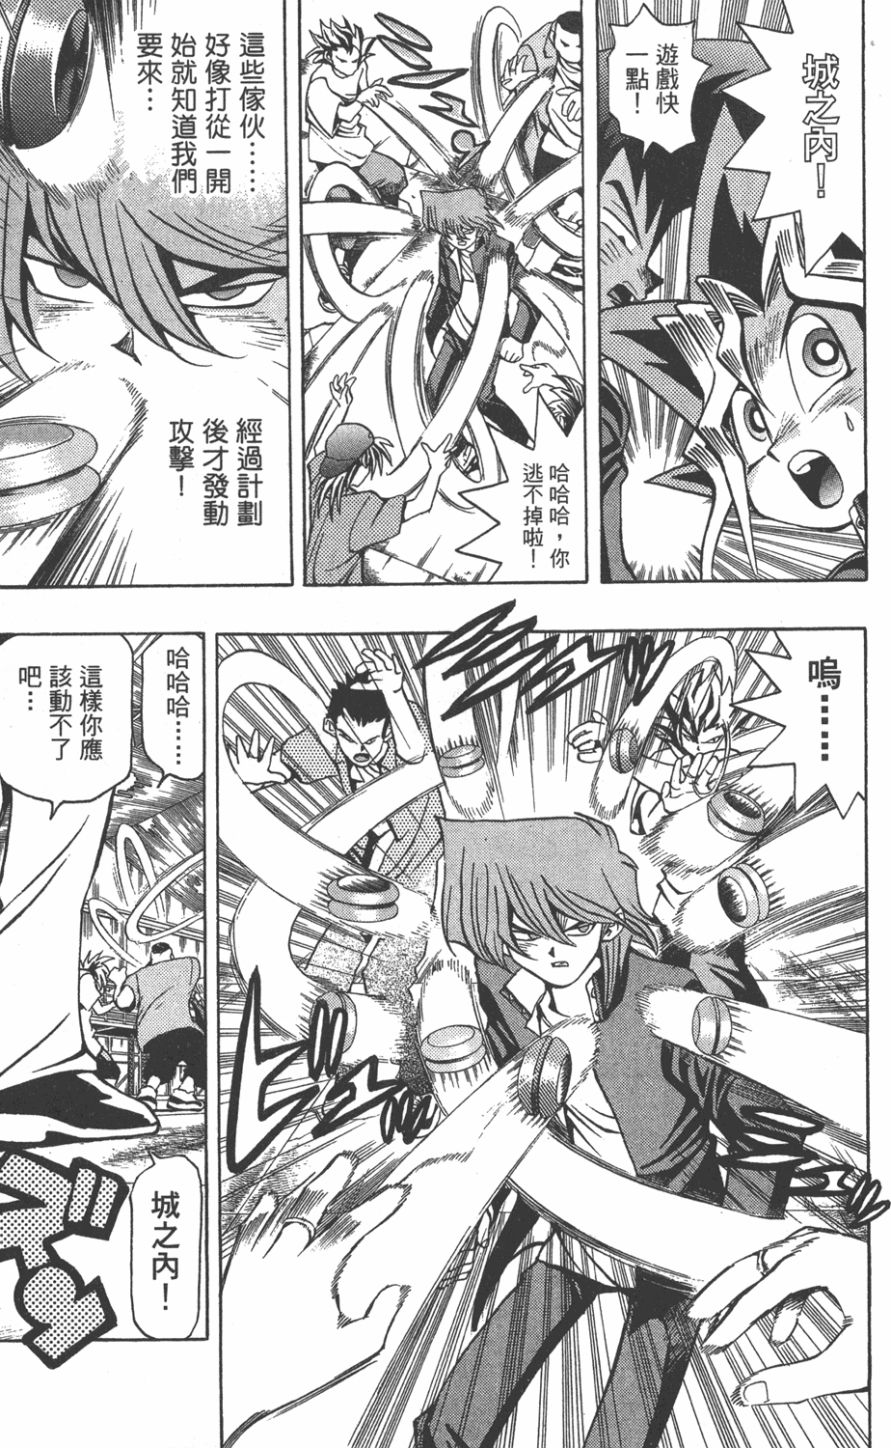 城之內！
遊戲快
一點！
哈哈哈，你
逃不掉啦！
這些傢伙……
好像打從一開
始就知道我們
要來…
經過計劃
後才發動
攻擊！
嗚……
哈哈哈……
這樣你應
該動不了
吧…
城之內！